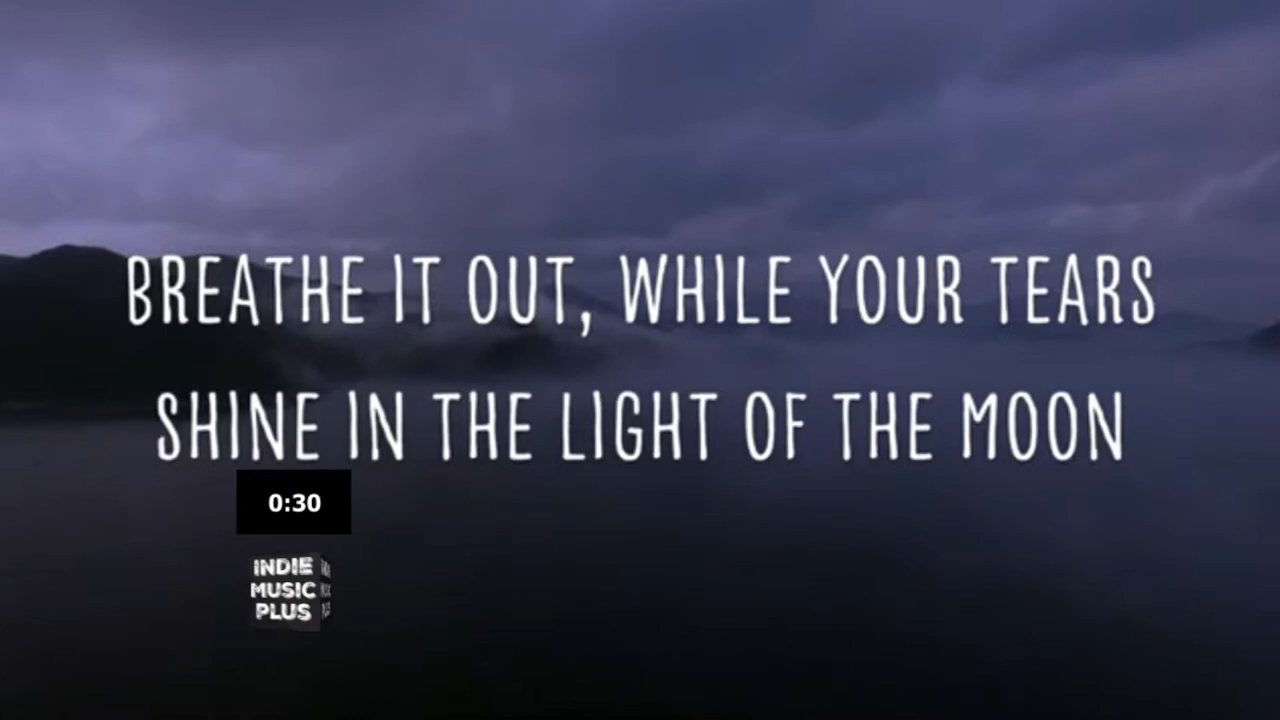 BREATHE IT OUT, WHILE YOUR TEARS
SHINE IN THE LIGHT OF THE MOON
0:30
INDIE
MUSIC
PLUS